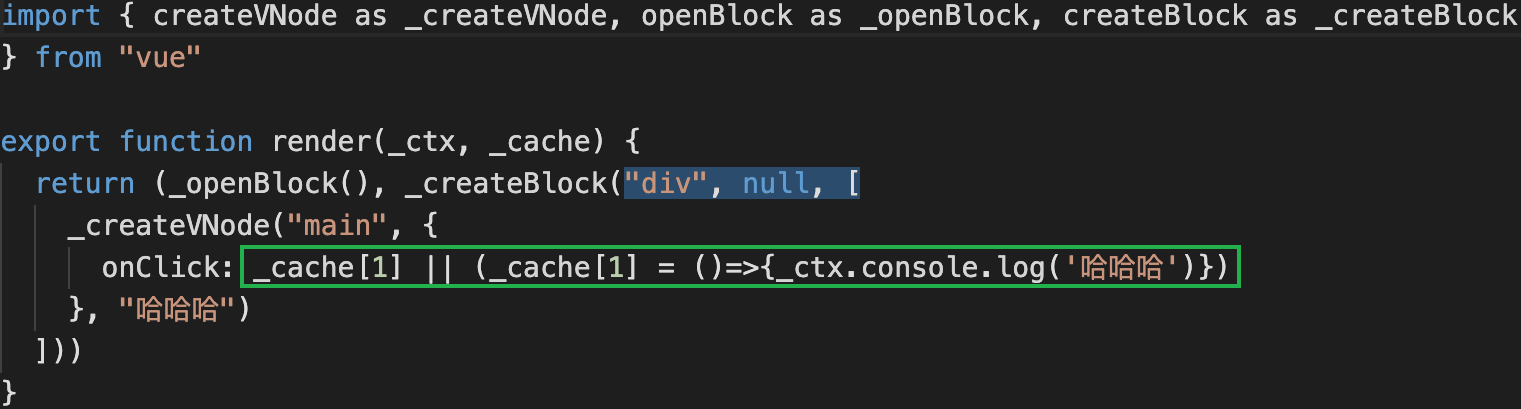 import { createVNode as _createVNode, openBlock as _openBlock, createBlock as _createBlock
} from "vue"
export function render(_ctx, _cache) {
return (_openBlock(), _createBlock("div", null, [
_createVNode("main", {
onClick: _cache[1] || (_cache[1] = ()=>{_ctx.console.log('哈哈哈')})
}, "哈哈哈")
]))
}